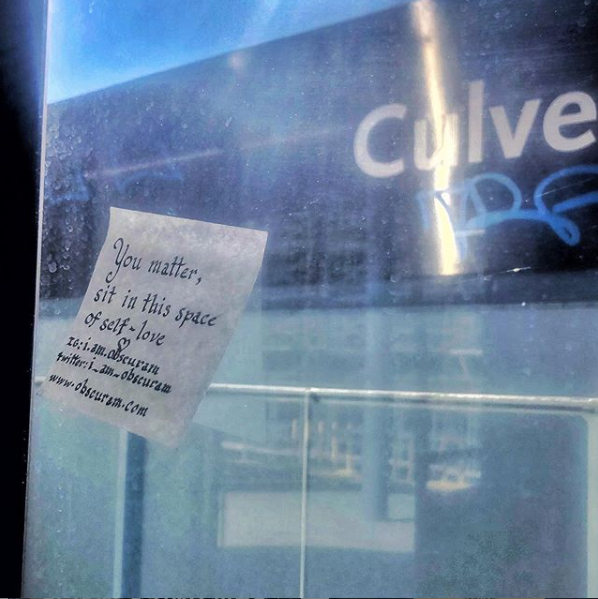 Culve
You matter,
sit in this space
of self-love
IG: i.am.obscuram
twitter: i_am_obscuram
www.obscuram.com